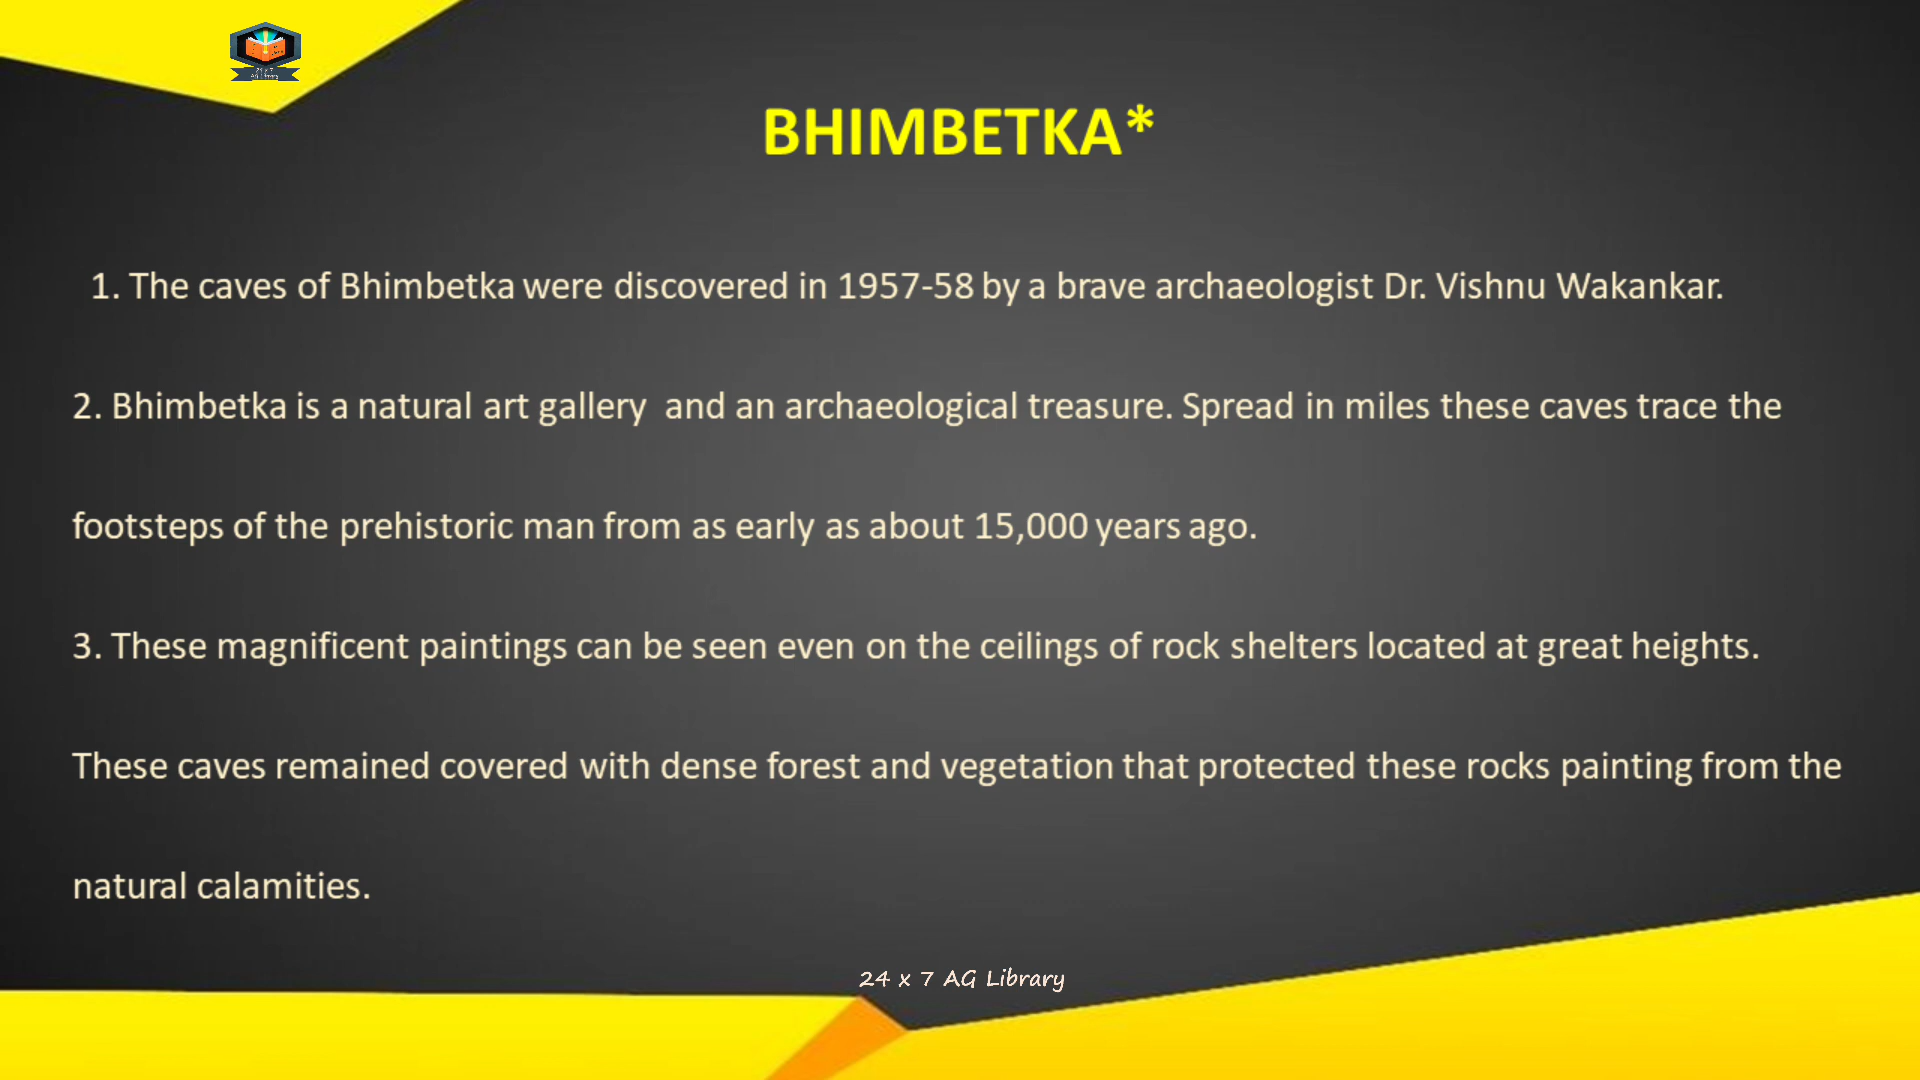 24 x 7
AG Library
BHIMBETKA*
1. The caves of Bhimbetka were discovered in 1957-58 by a brave archaeologist Dr. Vishnu Wakankar.
2. Bhimbetka is a natural art gallery and an archaeological treasure. Spread in miles these caves trace the
footsteps of the prehistoric man from as early as about 15,000 years ago.
3. These magnificent paintings can be seen even on the ceilings of rock shelters located at great heights.
These caves remained covered with dense forest and vegetation that protected these rocks painting from the
natural calamities.
24 x 7 AG Library